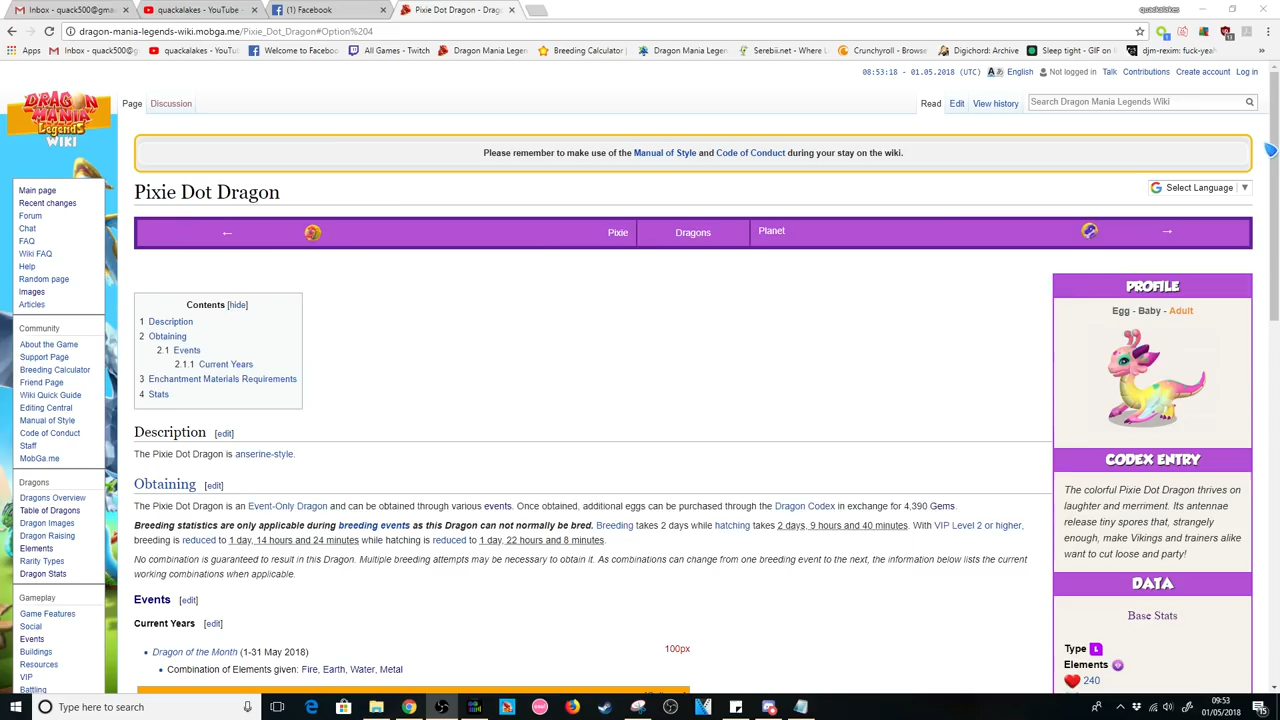 Inbox - quack500@gma
quackalakes - YouTube
(1) Facebook
Pixie Dot Dragon - Drago
quackalakes
dragon-mania-legends-wiki.mobga.me/Pixie_Dot_Dragon#Option%204
Apps
Inbox - quack500@g
quackalakes - YouTu
Welcome to Facebo
All Games - Twitch
Dragon Mania Legen
Breeding Calculator
Dragon Mania Legen
Serebii.net - Where L
Crunchyroll - Browse
Digichord: Archive
Sleep tight - GIF on
djm-rexim: fuck-yeah
08:53:18 - 01.05.2018 (UTC)
English
Not logged in
Talk
Contributions
Create account
Log in
DRAGON MANIA Legends WIKI
Page
Discussion
Read
Edit
View history
Search Dragon Mania Legends Wiki
Please remember to make use of the Manual of Style and Code of Conduct during your stay on the wiki.
Pixie Dot Dragon
Select Language ▼
←
Pixie
Dragons
Planet
→
Main page
Recent changes
Forum
Chat
FAQ
Wiki FAQ
Help
Random page
Images
Articles
Community
About the Game
Support Page
Breeding Calculator
Friend Page
Wiki Quick Guide
Editing Central
Manual of Style
Code of Conduct
Staff
MobGa.me
Dragons
Dragons Overview
Table of Dragons
Dragon Images
Dragon Raising
Elements
Rarity Types
Dragon Stats
Gameplay
Game Features
Social
Events
Buildings
Resources
VIP
Battling
Contents [hide]
1 Description
2 Obtaining
2.1 Events
2.1.1 Current Years
3 Enchantment Materials Requirements
4 Stats
Description [edit]
The Pixie Dot Dragon is anserine-style.
Obtaining [edit]
The Pixie Dot Dragon is an Event-Only Dragon and can be obtained through various events. Once obtained, additional eggs can be purchased through the Dragon Codex in exchange for 4,390 Gems.
Breeding statistics are only applicable during breeding events as this Dragon can not normally be bred. Breeding takes 2 days while hatching takes 2 days, 9 hours and 40 minutes. With VIP Level 2 or higher,
breeding is reduced to 1 day, 14 hours and 24 minutes while hatching is reduced to 1 day, 22 hours and 8 minutes.
No combination is guaranteed to result in this Dragon. Multiple breeding attempts may be necessary to obtain it. As combinations can change from one breeding event to the next, the information below lists the current
working combinations when applicable.
Events [edit]
Current Years [edit]
Dragon of the Month (1-31 May 2018)
100px
Combination of Elements given: Fire, Earth, Water, Metal
PROFILE
Egg - Baby - Adult
CODEX ENTRY
The colorful Pixie Dot Dragon thrives on
laughter and merriment. Its antennae
release tiny spores that, strangely
enough, make Vikings and trainers alike
want to cut loose and party!
DATA
Base Stats
Type L
Elements
240
Type here to search
09:53
01/05/2018